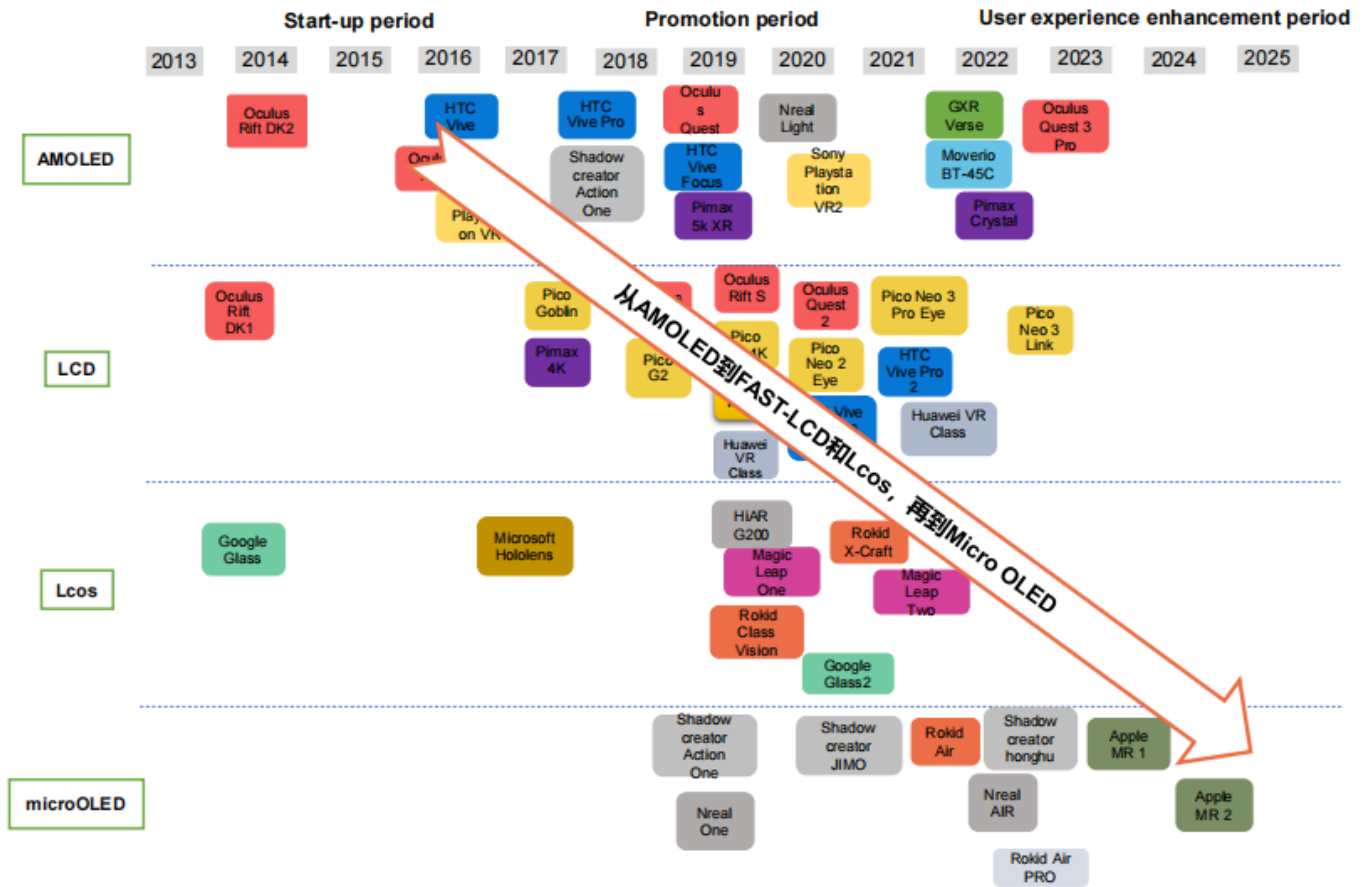 Start-up period
Promotion period
User experience enhancement period
2013
2014
2015
2016
2017
2018
2019
2020
2021
2022
2023
2024
2025
AMOLED
Oculus
Rift DK2
HTC
Vive
on VR
HTC
Vive Pro
Shadow
creator
Action
One
Oculu
s
Quest
HTC
Vive
Focus
Pimax
5k XR
Nreal
Light
Sony
Playsta
tion
VR2
GXR
Verse
Moverio
BT-45C
Pimax
Crystal
Oculus
Quest 3
Pro
LCD
Oculus
Rift
DK1
Pico
Goblin
Pimax
4K
G2
Oculus
Rift S
Pico
4K
Huawei
VR
Class
Oculus
Quest
2
Pico
Neo 2
Eye
Vive
Pico Neo 3
Pro Eye
HTC
Vive Pro
2
Huawei VR
Class
Pico
Neo 3
Link
从AMOLED到FAST-LCD和Lcos，再到Micro OLED
Lcos
Google
Glass
Microsoft
Hololens
HiAR
G200
Magic
Leap
One
Rokid
Class
Vision
Google
Glass2
Rokid
X-Craft
Magic
Leap
Two
microOLED
Shadow
creator
Action
One
Nreal
One
Shadow
creator
JIMO
Rokid
Air
Shadow
creator
honghu
Nreal
AIR
Rokid Air
PRO
Apple
MR 1
Apple
MR 2